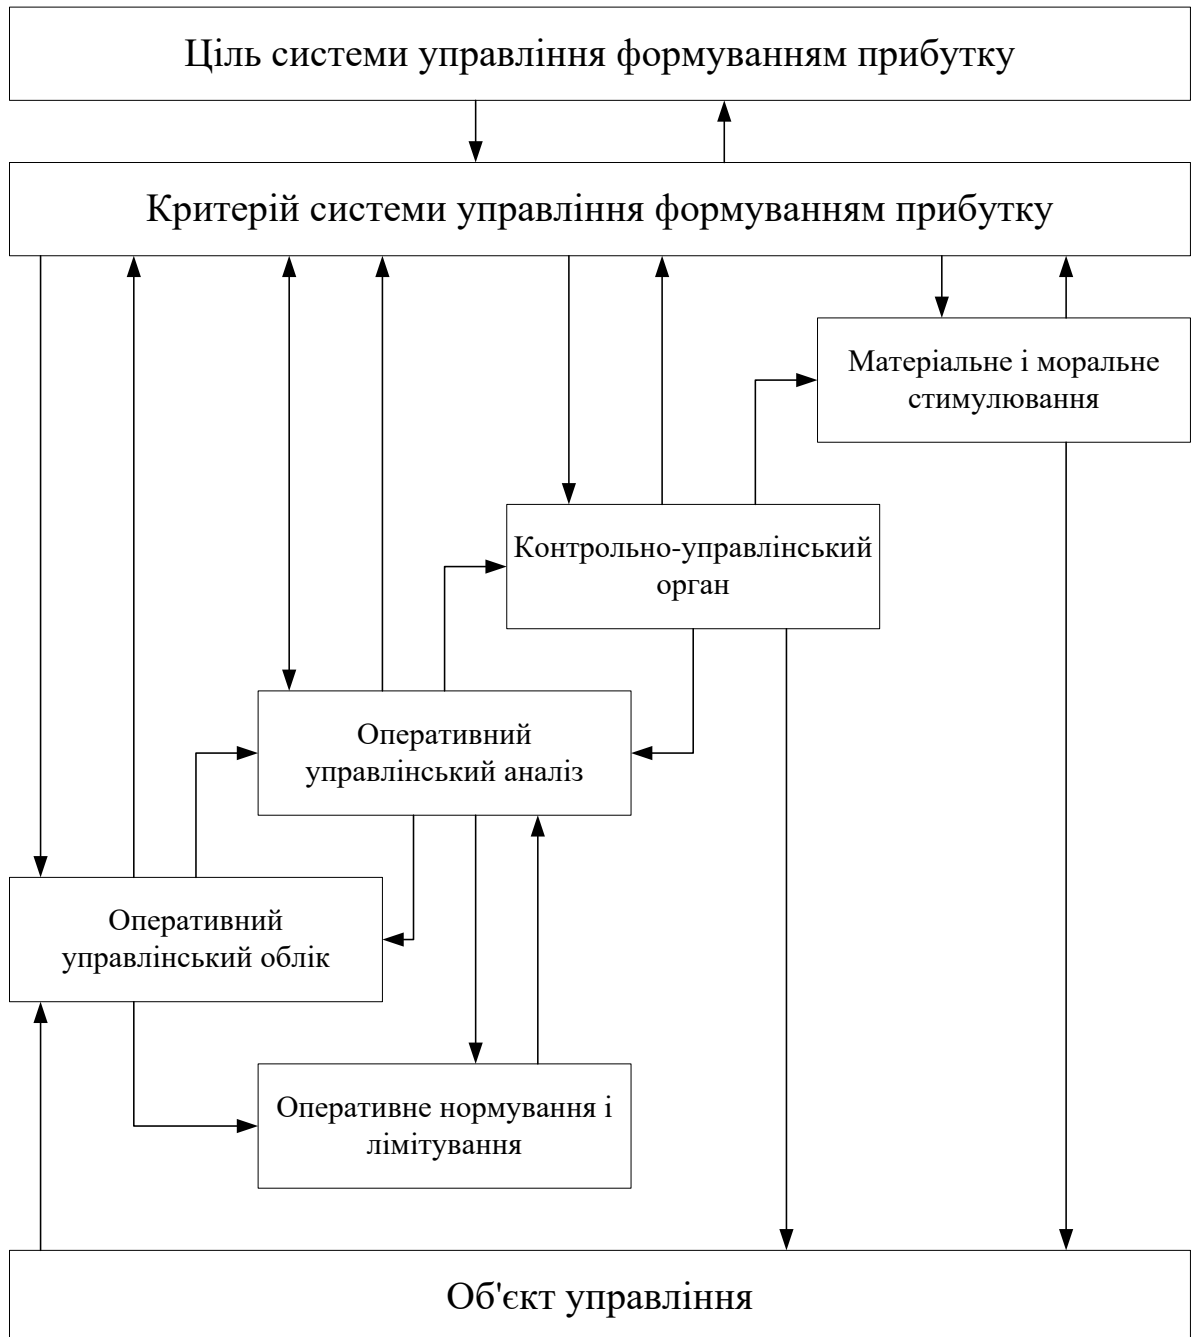 Ціль системи управління формуванням прибутку
Критерій системи управління формуванням прибутку
Матеріальне і моральне
стимулювання
Контрольно-управлінський
орган
Оперативний
управлінський аналіз
Оперативний
управлінський облік
Оперативне нормування і
лімітування
Об'єкт управління